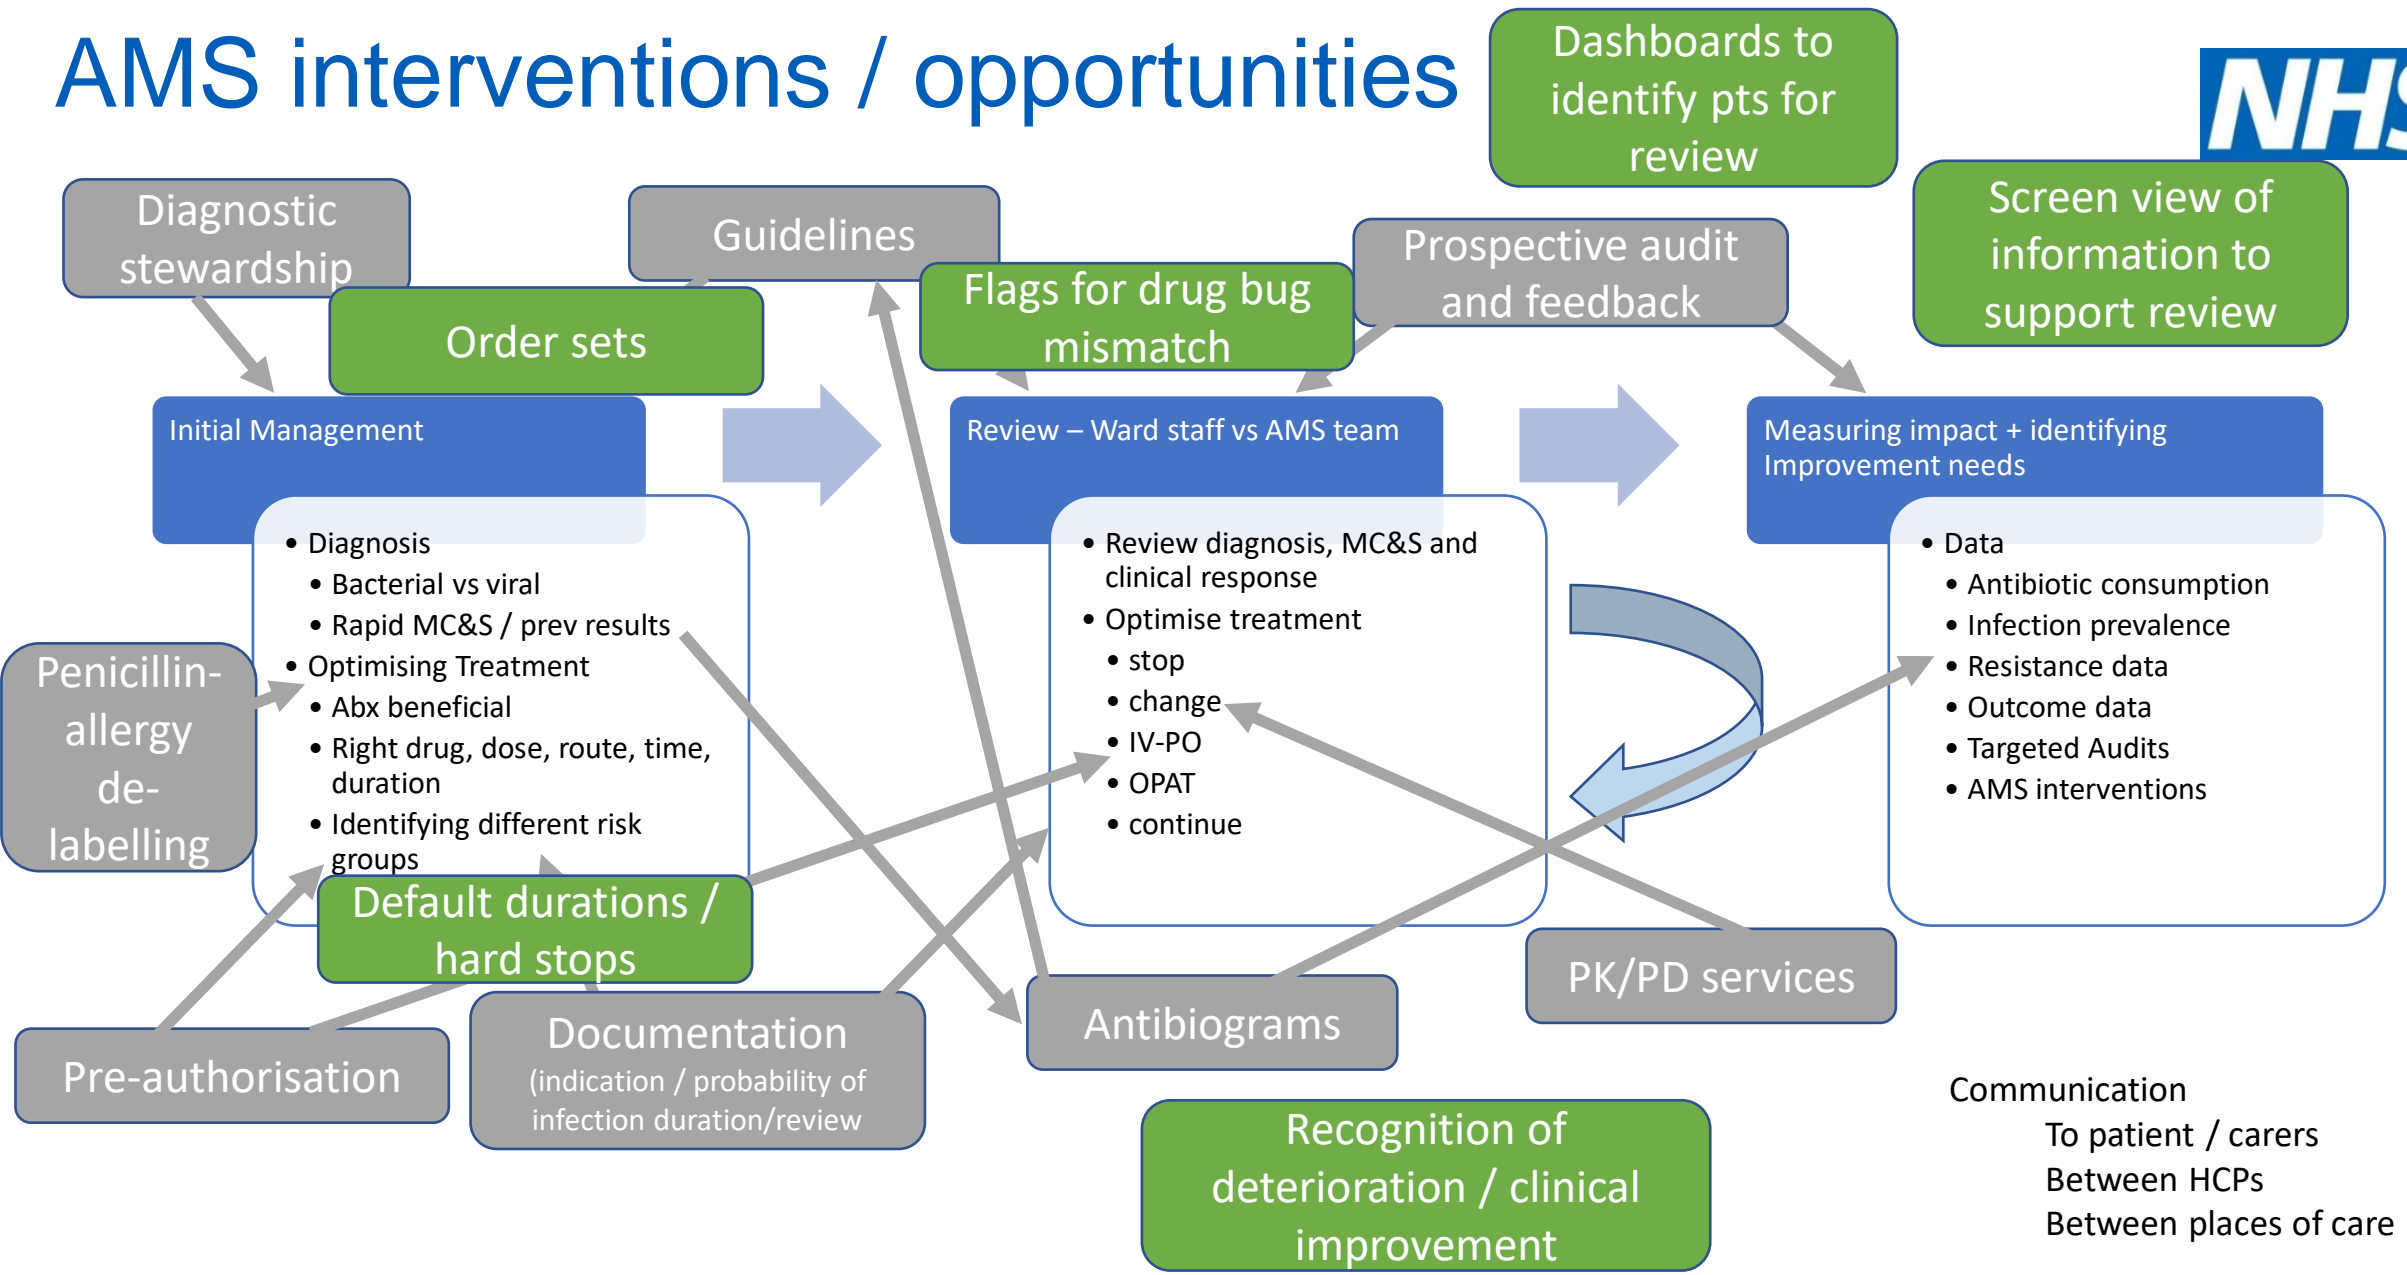 AMS interventions / opportunities
Dashboards to
identify pts for
review
NHS
Diagnostic
stewardship
Guidelines
Prospective audit
and feedback
Screen view of
information to
support review
Order sets
Flags for drug bug
mismatch
Initial Management
• Diagnosis
• Bacterial vs viral
• Rapid MC&S / prev results
• Optimising Treatment
• Abx beneficial
• Right drug, dose, route, time,
duration
• Identifying different risk
groups
Review – Ward staff vs AMS team
• Review diagnosis, MC&S and
clinical response
• Optimise treatment
• stop
• change
• IV-PO
• OPAT
• continue
Measuring impact + identifying
Improvement needs
• Data
• Antibiotic consumption
• Infection prevalence
• Resistance data
• Outcome data
• Targeted Audits
• AMS interventions
Penicillin-
allergy
de-
labelling
Default durations /
hard stops
Pre-authorisation
Documentation
(indication / probability of
infection duration/review
Antibiograms
PK/PD services
Recognition of
deterioration / clinical
improvement
Communication
To patient / carers
Between HCPs
Between places of care